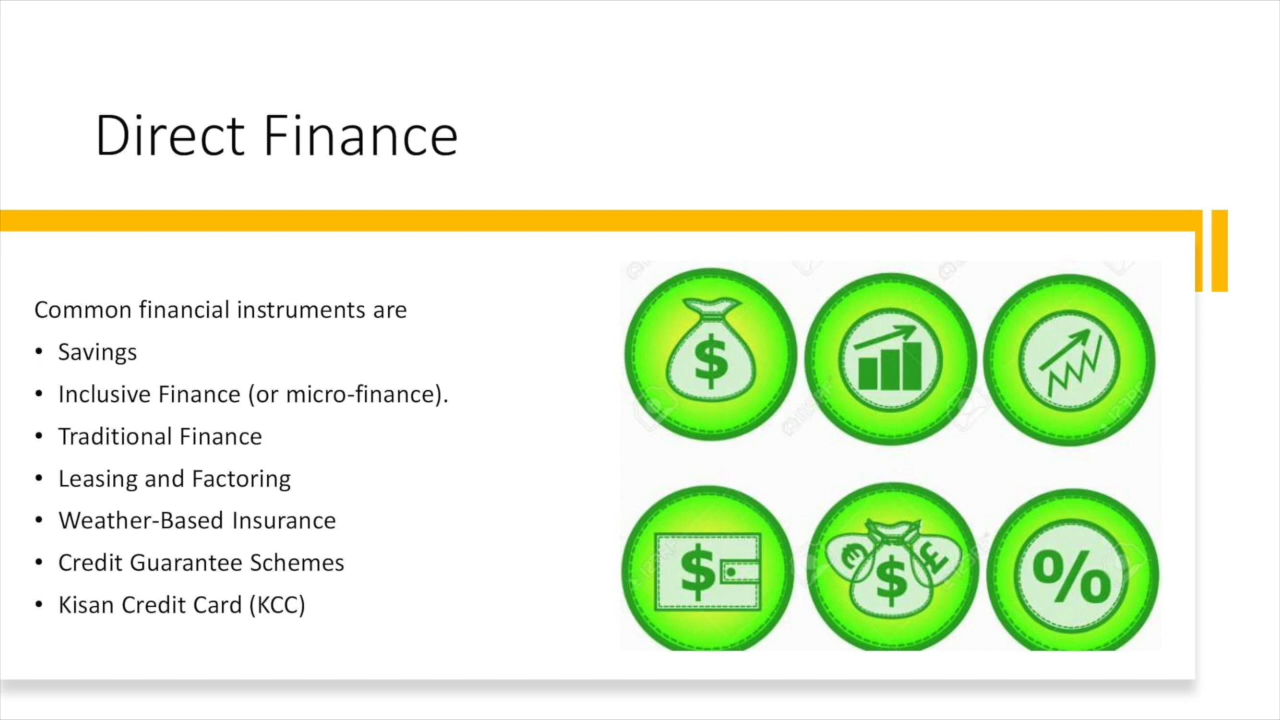 Direct Finance
Common financial instruments are
• Savings
• Inclusive Finance (or micro-finance).
• Traditional Finance
• Leasing and Factoring
• Weather-Based Insurance
• Credit Guarantee Schemes
• Kisan Credit Card (KCC)
$
$
€ $ £
%